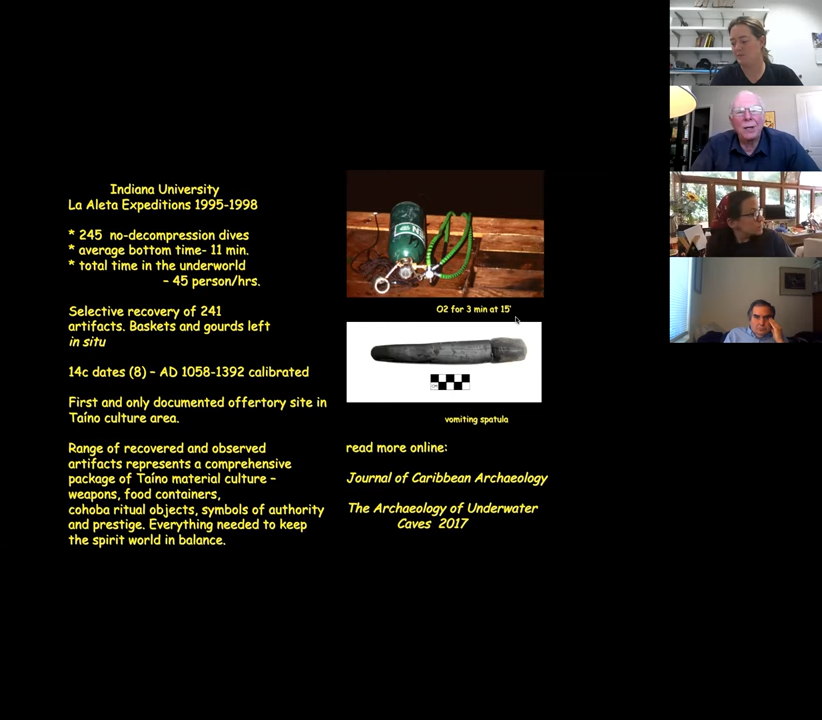 Indiana University
La Aleta Expeditions 1995-1998
* 245 no-decompression dives
* average bottom time- 11 min.
* total time in the underworld
– 45 person/hrs.
Selective recovery of 241
artifacts. Baskets and gourds left
in situ
14c dates (8) – AD 1058-1392 calibrated
First and only documented offertory site in
Taíno culture area.
Range of recovered and observed
artifacts represents a comprehensive
package of Taíno material culture –
weapons, food containers,
cohoba ritual objects, symbols of authority
and prestige. Everything needed to keep
the spirit world in balance.
O2 for 3 min at 15'
vomiting spatula
read more online:
Journal of Caribbean Archaeology
The Archaeology of Underwater
Caves 2017